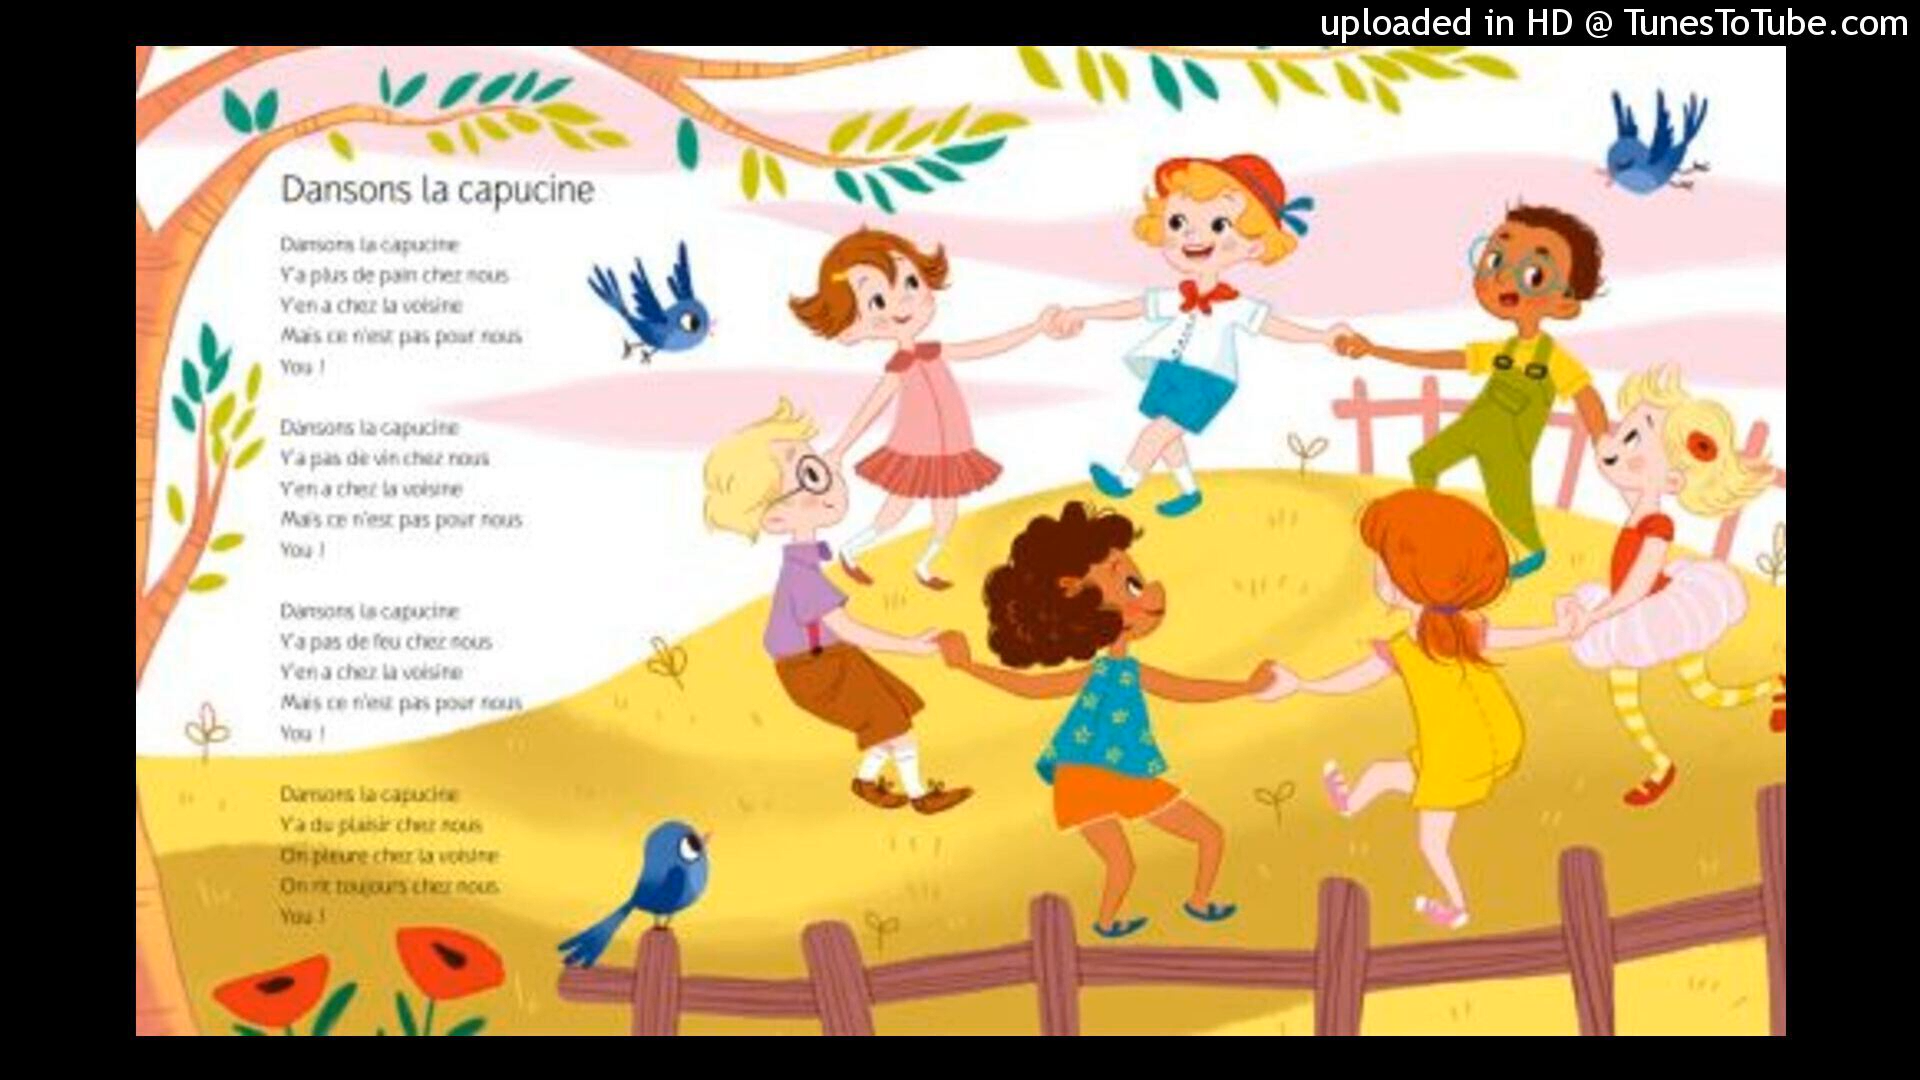 uploaded in HD @ TunesToTube.com
Dansons la capucine
Dansons la capucine
Y'a plus de pain chez nous
Y'en a chez la voisine
Mais ce n'est pas pour nous
You !
Dansons la capucine
Y'a pas de vin chez nous
Y'en a chez la voisine
Mais ce n'est pas pour nous
You !
Dansons la capucine
Y'a pas de feu chez nous
Y'en a chez la voisine
Mais ce n'est pas pour nous
You !
Dansons la capucine
Y'a du plaisir chez nous
On pleure chez la voisine
On rit toujours chez nous
You !